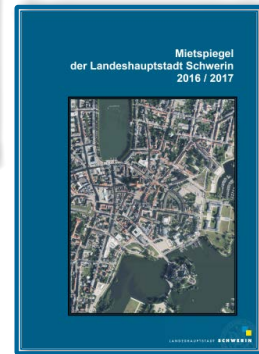 Mietspiegel
der Landeshauptstadt Schwerin
2016 / 2017
LANDESHAUPTSTADT SCHWERIN